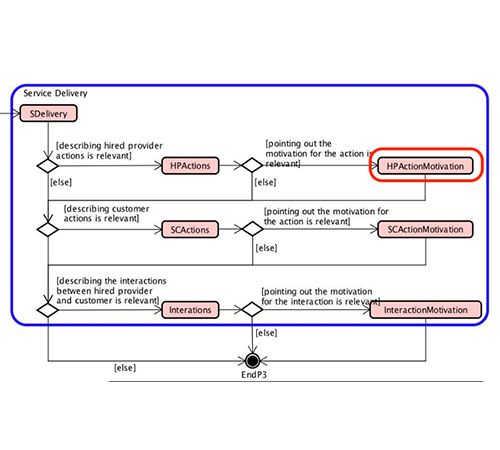 Service Delivery
SDelivery
[describing hired provider
actions is relevant]
HPActions
[pointing out the
motivation for the action is
relevant]
HPActionMotivation
[else]
[else]
[describing customer
actions is relevant]
SCActions
[pointing out the motivation for
the action is relevant]
SCActionMotivation
[else]
[describing the interactions
between hired provider
and customer is relevant]
Interations
[pointing out the motivation
for the interaction is relevant]
InteractionMotivation
[else]
[else]
EndP3